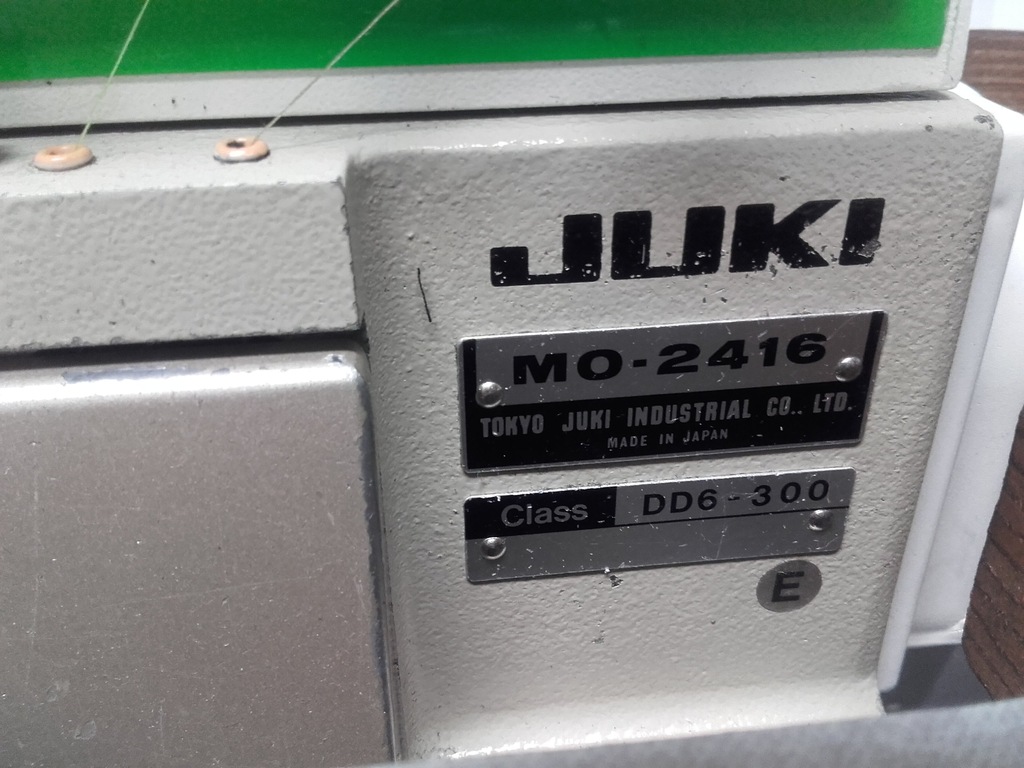 JUKI
MO-2416
TOKYO JUKI INDUSTRIAL CO., LTD.
MADE IN JAPAN
Class DD6-300
E